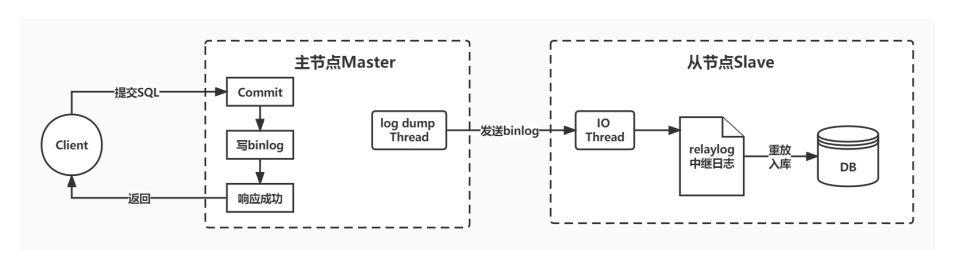 主节点Master
从节点Slave
提交SQL
Commit
Client
写binlog
响应成功
返回
log dump
Thread
发送binlog
IO
Thread
relaylog
中继日志
重放
入库
DB